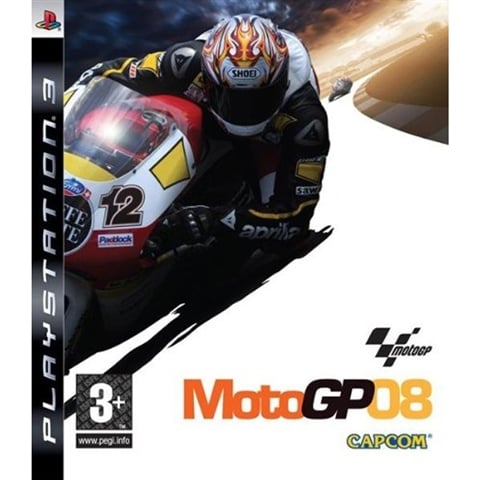 PLAYSTATION 3
SHOEI
12
Paddock
aprilia
motoGP
MotoGP08
CAPCOM
3+
www.pegi.info